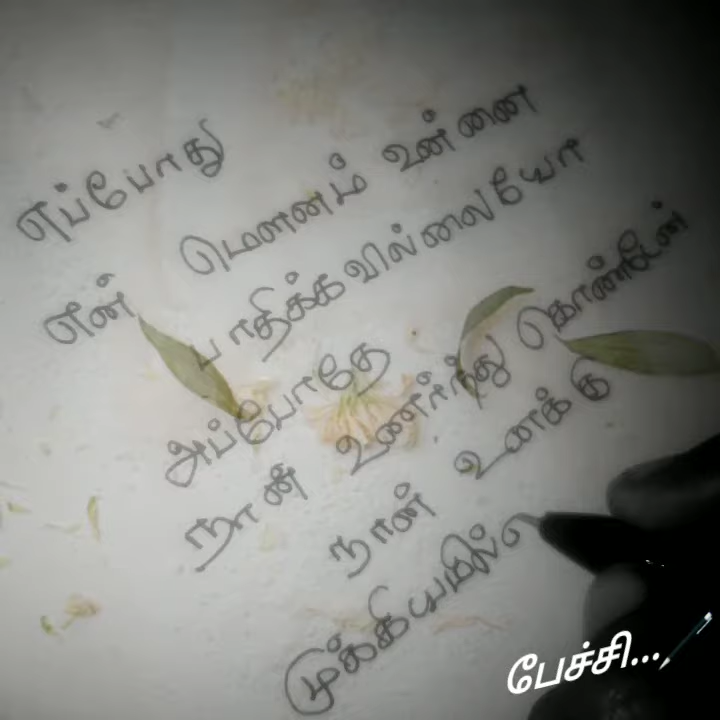 எப்போது
என் மௌனம் உன்னை
பாதிக்கவில்லையோ
அப்போதே
நான் உணர்ந்து கொண்டேன்
நான் உனக்கு
முக்கியமில்
பேச்சி...